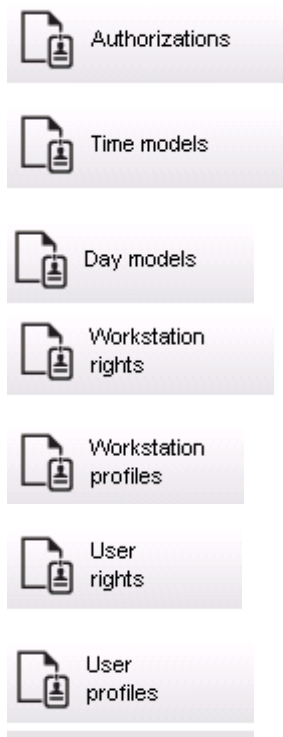 Authorizations
Time models
Day models
Workstation
rights
Workstation
profiles
User
rights
User
profiles